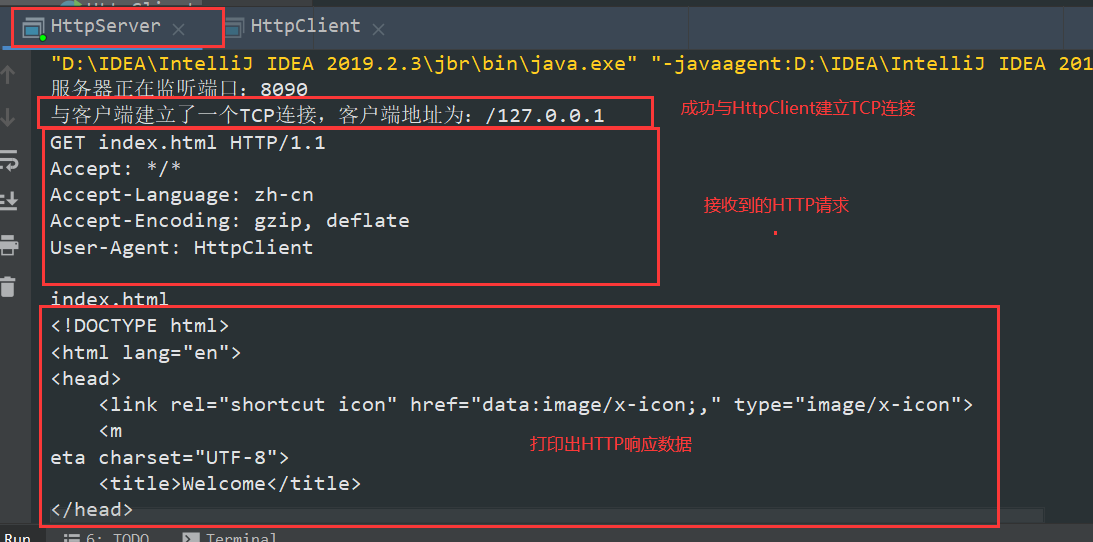 HttpServer
HttpClient
"D:\IDEA\IntelliJ IDEA 2019.2.3\jbr\bin\java.exe" "-javaagent:D:\IDEA\IntelliJ IDEA 201
服务器正在监听端口：8090
与客户端建立了一个TCP连接，客户端地址为：/127.0.0.1
成功与HttpClient建立TCP连接
GET index.html HTTP/1.1
Accept: */*
Accept-Language: zh-cn
接收到的HTTP请求
Accept-Encoding: gzip, deflate
User-Agent: HttpClient
index.html
<!DOCTYPE html>
<html lang="en">
<head>
    <link rel="shortcut icon" href="data:image/x-icon;," type="image/x-icon">
    <m
打印出HTTP响应数据
eta charset="UTF-8">
    <title>Welcome</title>
</head>
Run
6: TODO
Terminal